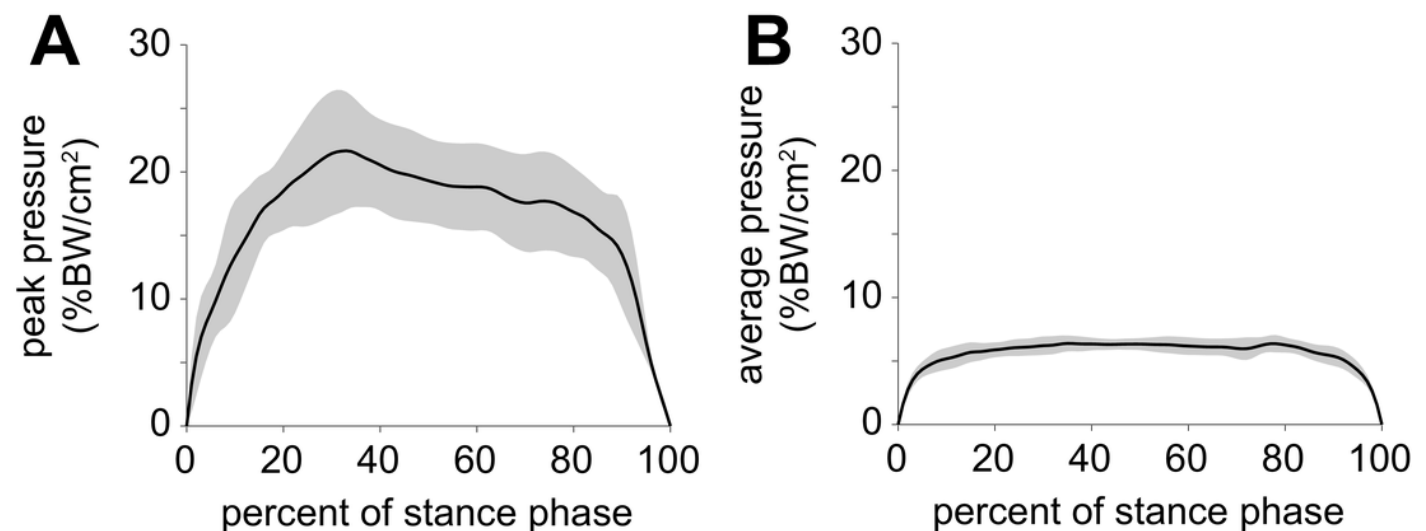 A
peak pressure
(%BW/cm²)
30
20
10
0
0 20 40 60 80 100
percent of stance phase
B
average pressure
(%BW/cm²)
30
20
10
0
0 20 40 60 80 100
percent of stance phase